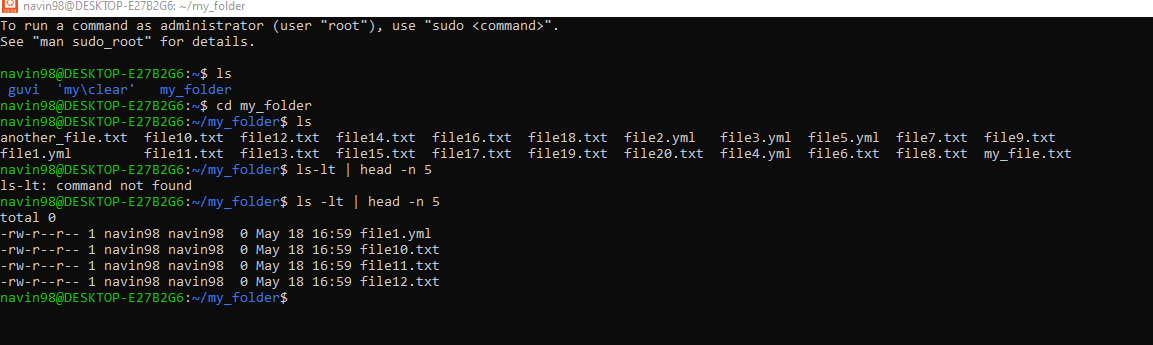 navin98@DESKTOP-E27B2G6: ~/my_folder
To run a command as administrator (user "root"), use "sudo <command>".
See "man sudo_root" for details.
navin98@DESKTOP-E27B2G6:~$ ls
guvi  'my\clear'   my_folder
navin98@DESKTOP-E27B2G6:~$ cd my_folder
navin98@DESKTOP-E27B2G6:~/my_folder$ ls
another_file.txt  file10.txt  file12.txt  file14.txt  file16.txt  file18.txt  file2.yml   file3.yml  file5.yml  file7.txt  file9.txt
file1.yml         file11.txt  file13.txt  file15.txt  file17.txt  file19.txt  file20.txt  file4.yml  file6.txt  file8.txt  my_file.txt
navin98@DESKTOP-E27B2G6:~/my_folder$ ls-lt | head -n 5
ls-lt: command not found
navin98@DESKTOP-E27B2G6:~/my_folder$ ls -lt | head -n 5
total 0
-rw-r--r-- 1 navin98 navin98  0 May 18 16:59 file1.yml
-rw-r--r-- 1 navin98 navin98  0 May 18 16:59 file10.txt
-rw-r--r-- 1 navin98 navin98  0 May 18 16:59 file11.txt
-rw-r--r-- 1 navin98 navin98  0 May 18 16:59 file12.txt
navin98@DESKTOP-E27B2G6:~/my_folder$